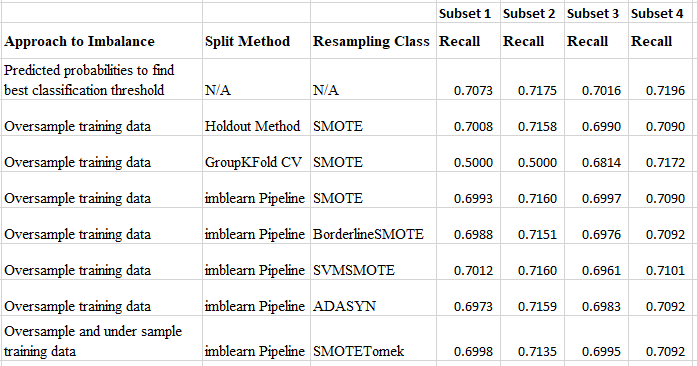 Subset 1 Subset 2 Subset 3 Subset 4
Approach to Imbalance Split Method Resampling Class Recall Recall Recall Recall
Predicted probabilities to find
best classification threshold N/A N/A 0.7073 0.7175 0.7016 0.7196
Oversample training data Holdout Method SMOTE 0.7008 0.7158 0.6990 0.7090
Oversample training data GroupKFold CV SMOTE 0.5000 0.5000 0.6814 0.7172
Oversample training data imblearn Pipeline SMOTE 0.6993 0.7160 0.6997 0.7090
Oversample training data imblearn Pipeline BorderlineSMOTE 0.6988 0.7151 0.6976 0.7092
Oversample training data imblearn Pipeline SVMSMOTE 0.7012 0.7160 0.6961 0.7101
Oversample training data imblearn Pipeline ADASYN 0.6973 0.7159 0.6983 0.7092
Oversample and under sample
training data imblearn Pipeline SMOTETomek 0.6998 0.7135 0.6995 0.7092